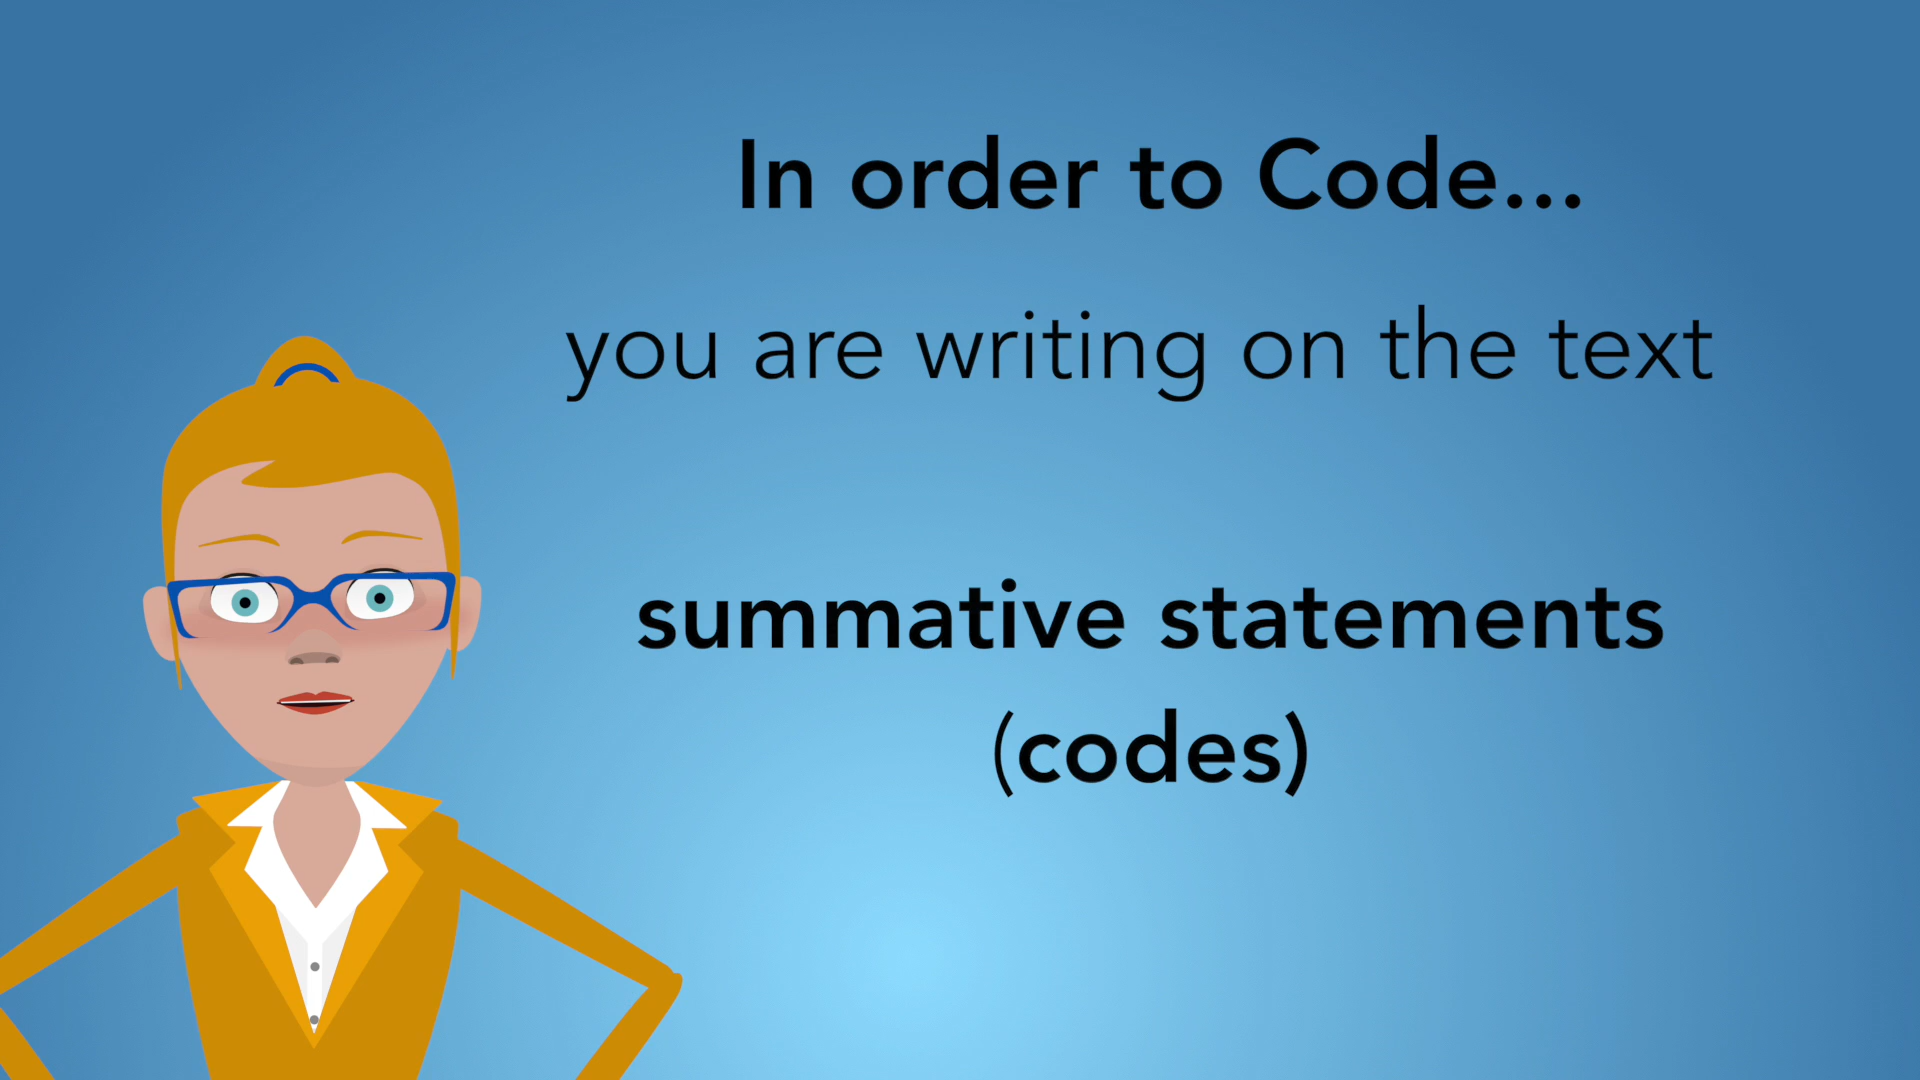 In order to Code...
you are writing on the text
summative statements
(codes)